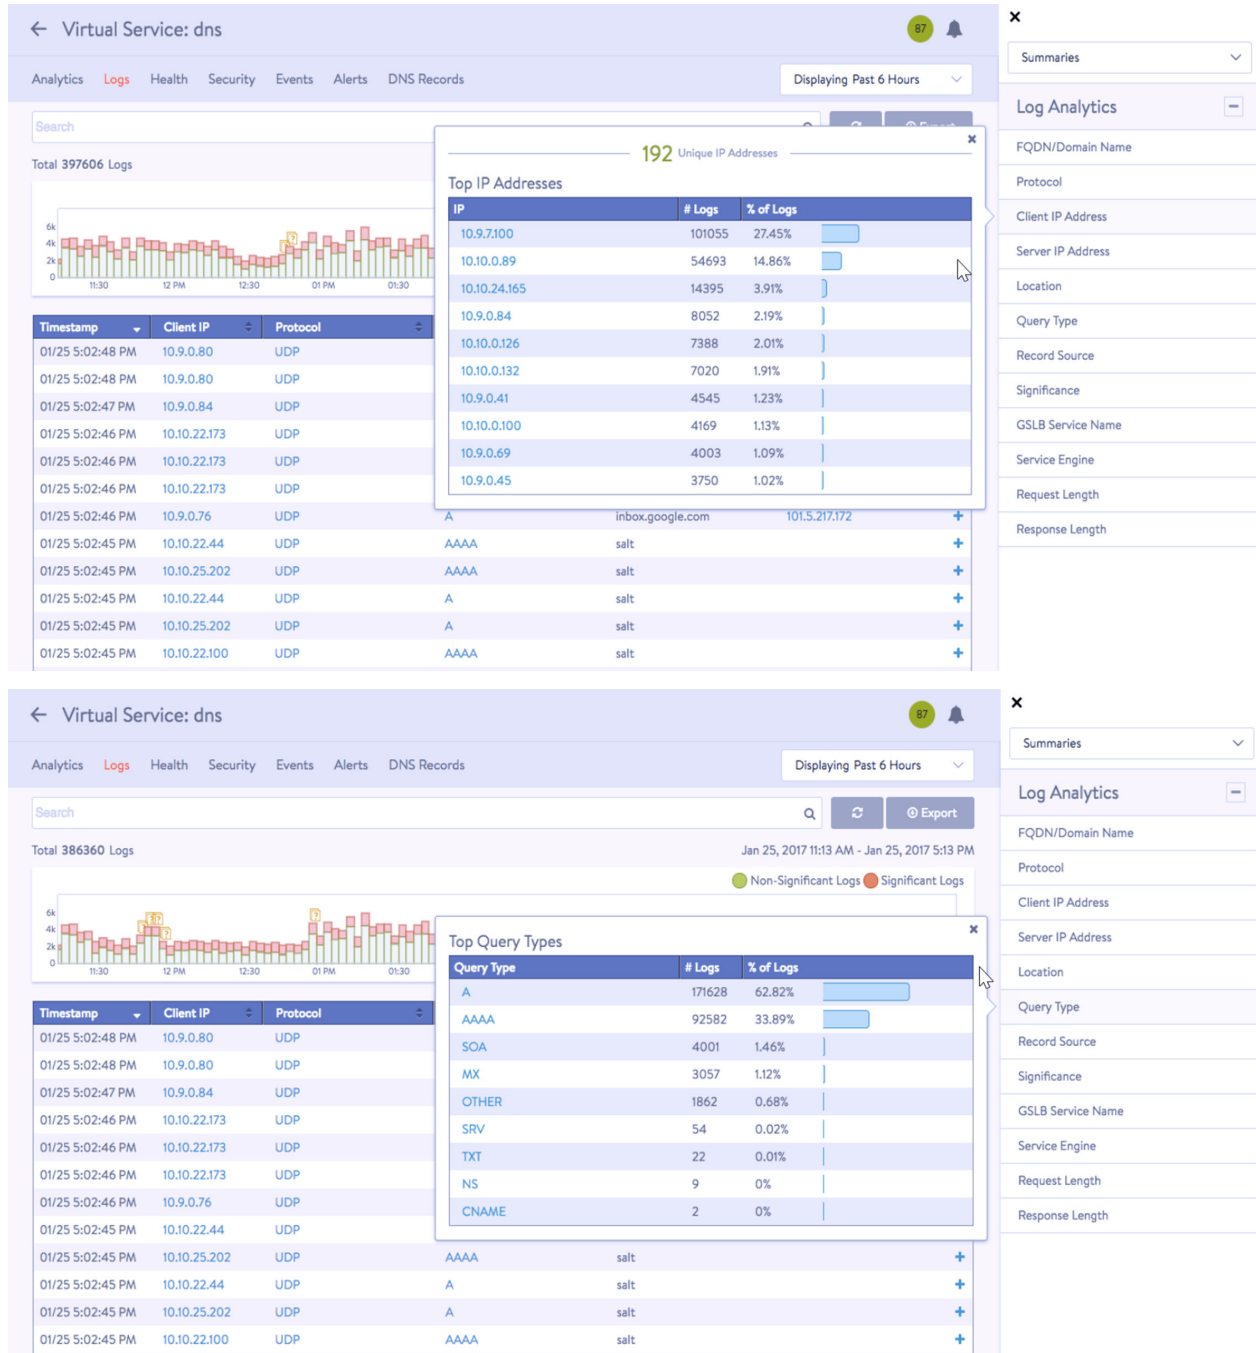 ← Virtual Service: dns 87
Analytics Logs Health Security Events Alerts DNS Records Displaying Past 6 Hours
Search Export
Total 397606 Logs
6k
4k
2k
0
11:30 12 PM 12:30 01 PM 01:30
Timestamp Client IP Protocol
01/25 5:02:48 PM 10.9.0.80 UDP
01/25 5:02:48 PM 10.9.0.80 UDP
01/25 5:02:47 PM 10.9.0.84 UDP
01/25 5:02:46 PM 10.10.22.173 UDP
01/25 5:02:46 PM 10.10.22.173 UDP
01/25 5:02:46 PM 10.10.22.173 UDP
01/25 5:02:46 PM 10.9.0.76 UDP A inbox.google.com 101.5.217.172 +
01/25 5:02:45 PM 10.10.22.44 UDP AAAA salt +
01/25 5:02:45 PM 10.10.25.202 UDP AAAA salt +
01/25 5:02:45 PM 10.10.22.44 UDP A salt +
01/25 5:02:45 PM 10.10.25.202 UDP A salt +
01/25 5:02:45 PM 10.10.22.100 UDP AAAA salt +
192 Unique IP Addresses ×
Top IP Addresses
IP # Logs % of Logs
10.9.7.100 101055 27.45%
10.10.0.89 54693 14.86%
10.10.24.165 14395 3.91%
10.9.0.84 8052 2.19%
10.10.0.126 7388 2.01%
10.10.0.132 7020 1.91%
10.9.0.41 4545 1.23%
10.10.0.100 4169 1.13%
10.9.0.69 4003 1.09%
10.9.0.45 3750 1.02%
×
Summaries
Log Analytics −
FQDN/Domain Name
Protocol
Client IP Address
Server IP Address
Location
Query Type
Record Source
Significance
GSLB Service Name
Service Engine
Request Length
Response Length
← Virtual Service: dns 87
Analytics Logs Health Security Events Alerts DNS Records Displaying Past 6 Hours
Search Export
Total 386360 Logs Jan 25, 2017 11:13 AM - Jan 25, 2017 5:13 PM
Non-Significant Logs Significant Logs
6k
4k
2k
0
11:30 12 PM 12:30 01 PM 01:30
Timestamp Client IP Protocol
01/25 5:02:48 PM 10.9.0.80 UDP
01/25 5:02:48 PM 10.9.0.80 UDP
01/25 5:02:47 PM 10.9.0.84 UDP
01/25 5:02:46 PM 10.10.22.173 UDP
01/25 5:02:46 PM 10.10.22.173 UDP
01/25 5:02:46 PM 10.10.22.173 UDP
01/25 5:02:46 PM 10.9.0.76 UDP
01/25 5:02:45 PM 10.10.22.44 UDP
01/25 5:02:45 PM 10.10.25.202 UDP AAAA salt +
01/25 5:02:45 PM 10.10.22.44 UDP A salt +
01/25 5:02:45 PM 10.10.25.202 UDP A salt +
01/25 5:02:45 PM 10.10.22.100 UDP AAAA salt +
Top Query Types ×
Query Type # Logs % of Logs
A 171628 62.82%
AAAA 92582 33.89%
SOA 4001 1.46%
MX 3057 1.12%
OTHER 1862 0.68%
SRV 54 0.02%
TXT 22 0.01%
NS 9 0%
CNAME 2 0%
×
Summaries
Log Analytics −
FQDN/Domain Name
Protocol
Client IP Address
Server IP Address
Location
Query Type
Record Source
Significance
GSLB Service Name
Service Engine
Request Length
Response Length